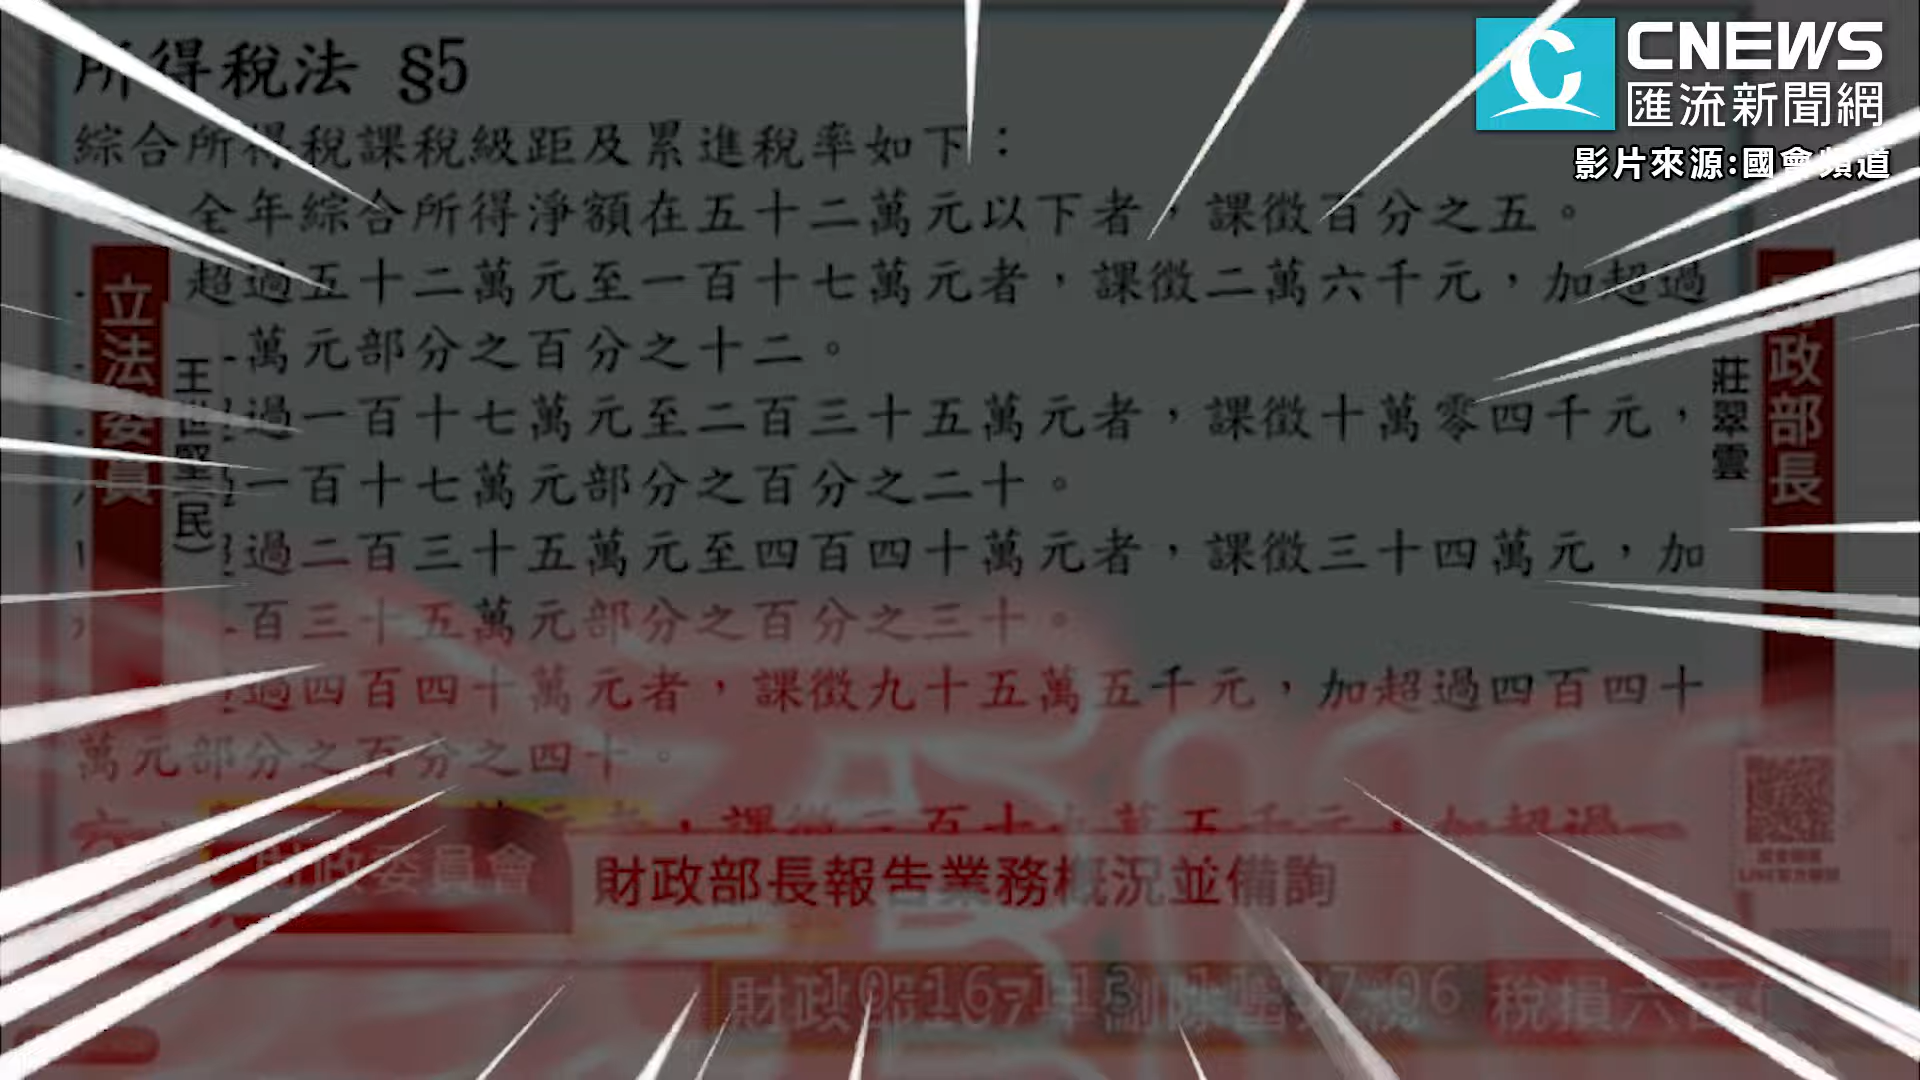 所得稅法 §5
綜合所得稅課稅級距及累進稅率如下：
全年綜合所得淨額在五十二萬元以下者，課徵百分之五。
超過五十二萬元至一百十七萬元者，課徵二萬六千元，加超過
萬元部分之百分之十二。
過一百十七萬元至二百三十五萬元者，課徵十萬零四千元，
一百十七萬元部分之百分之二十。
過二百三十五萬元至四百四十萬元者，課徵三十四萬元，加
百三十五萬元部分之百分之三十。
過四百四十萬元者，課徵九十五萬五千元，加超過四百四十
萬元部分之百分之四十。
立法委員
王世堅
民）
政部長
莊翠雲
CNEWS
匯流新聞網
影片來源:國會頻道
財政委員會
財政部長報告業務概況並備詢